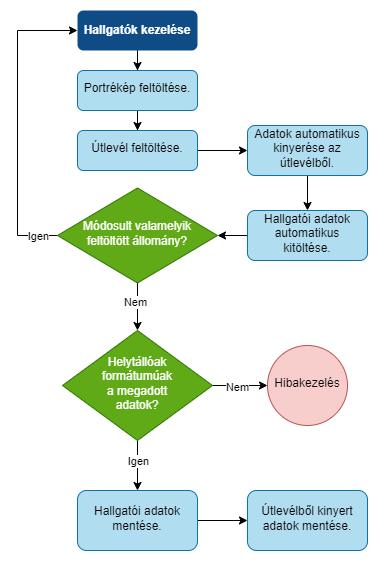 Hallgatók kezelése
Portrékép feltöltése.
Útlevél feltöltése.
Adatok automatikus
kinyerése az
útlevélből.
Hallgatói adatok
automatikus
kitöltése.
Módosult valamelyik
feltöltött állomány?
Igen
Nem
Helytállóak
formátumúak
a megadott
adatok?
Nem
Hibakezelés
Igen
Hallgatói adatok
mentése.
Útlevélből kinyert
adatok mentése.